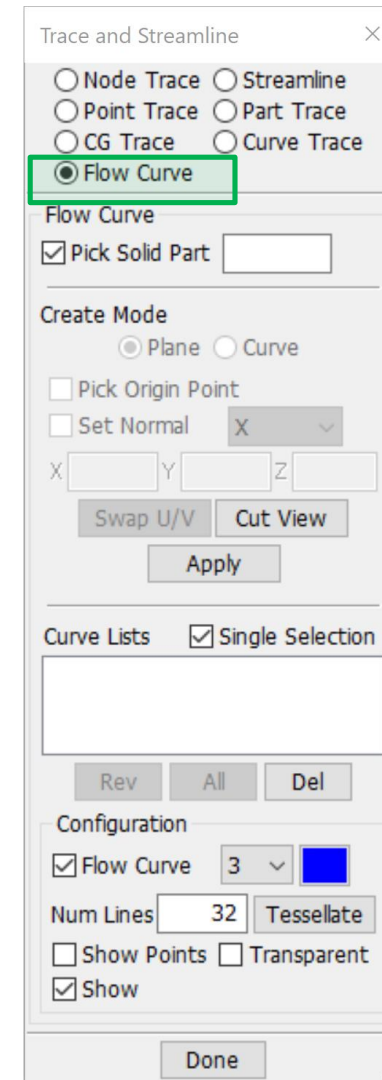 Trace and Streamline
Node Trace Streamline
Point Trace Part Trace
CG Trace Curve Trace
Flow Curve
Flow Curve
Pick Solid Part
Create Mode
Plane Curve
Pick Origin Point
Set Normal X
X Y Z
Swap U/V Cut View
Apply
Curve Lists Single Selection
Rev All Del
Configuration
Flow Curve 3
Num Lines 32 Tessellate
Show Points Transparent
Show
Done